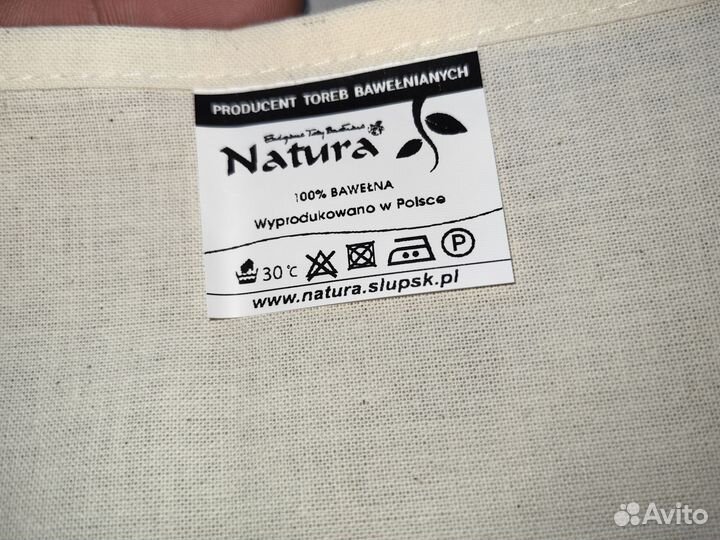 PRODUCENT TOREB BAWEŁNIANYCH
Natura
100% BAWEŁNA
Wyprodukowano w Polsce
30°C
P
www.natura.slupsk.pl
Avito